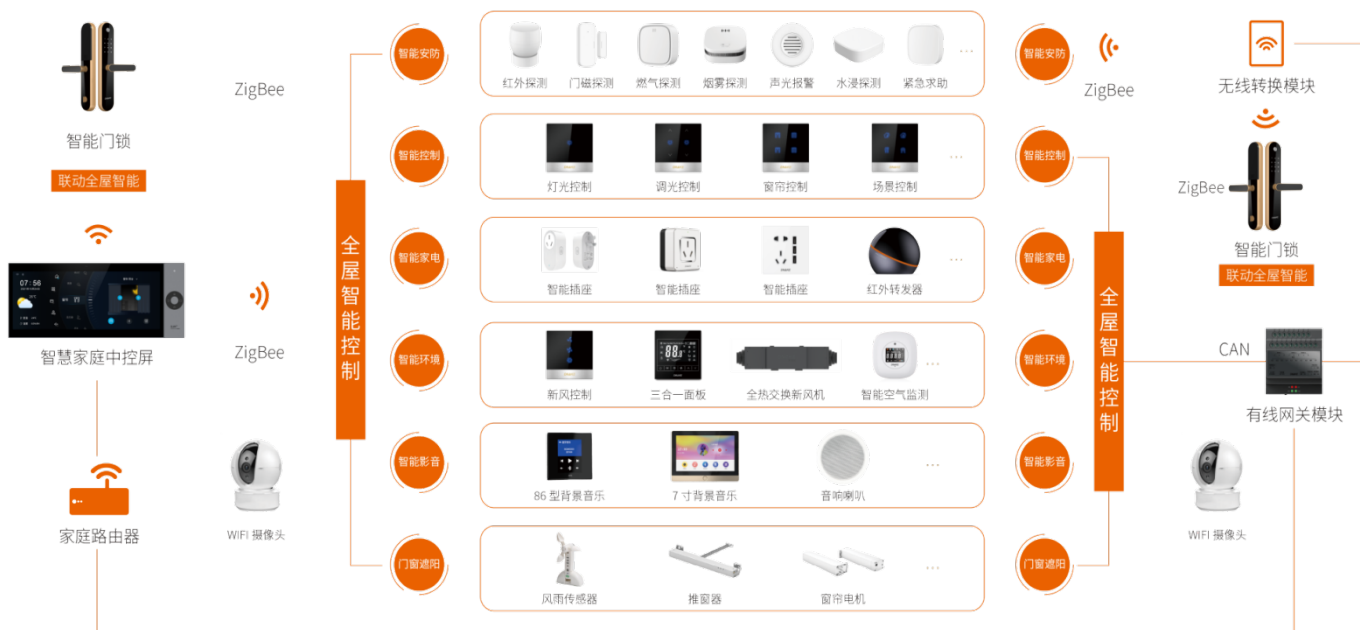 智能门锁
联动全屋智能
ZigBee
07:56
智慧家庭中控屏
ZigBee
家庭路由器
WIFI 摄像头
全屋智能控制
智能安防
智能控制
智能家电
智能环境
智能影音
门窗遮阳
红外探测
门磁探测
燃气探测
烟雾探测
声光报警
水浸探测
紧急求助
...
灯光控制
调光控制
窗帘控制
场景控制
...
智能插座
智能插座
智能插座
红外转发器
...
新风控制
三合一面板
全热交换新风机
智能空气监测
...
86 型背景音乐
7 寸背景音乐
音响喇叭
...
风雨传感器
推窗器
窗帘电机
...
智能安防
智能控制
智能家电
智能环境
智能影音
门窗遮阳
全屋智能控制
ZigBee
无线转换模块
ZigBee
智能门锁
联动全屋智能
CAN
有线网关模块
WIFI 摄像头